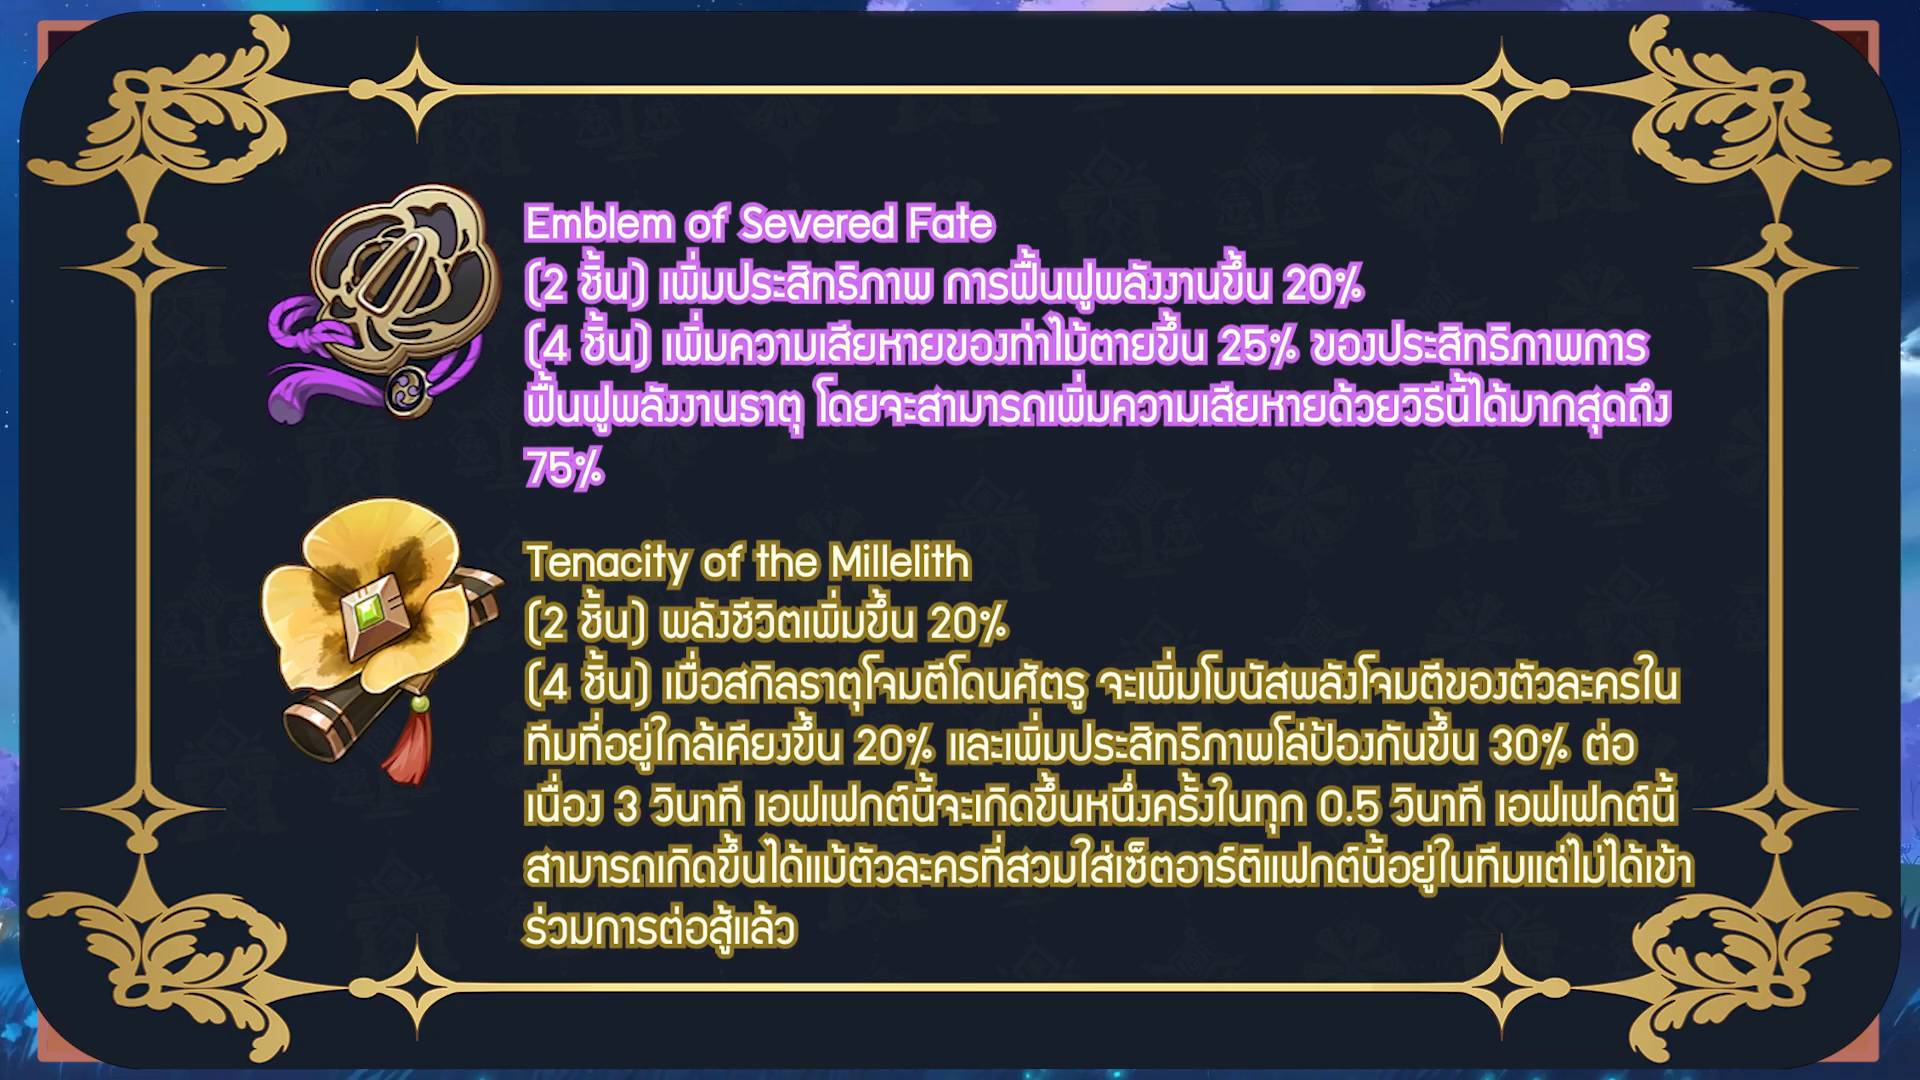 Emblem of Severed Fate
(2 ชิ้น) เพิ่มประสิทธิภาพ การฟื้นฟูพลังงานขึ้น 20%
(4 ชิ้น) เพิ่มความเสียหายของท่าไม้ตายขึ้น 25% ของประสิทธิภาพการ
ฟื้นฟูพลังงานธาตุ โดยจะสามารถเพิ่มความเสียหายด้วยวิธีนี้ได้มากสุดถึง
75%
Tenacity of the Millelith
(2 ชิ้น) พลังชีวิตเพิ่มขึ้น 20%
(4 ชิ้น) เมื่อสกิลธาตุโจมตีโดนศัตรู จะเพิ่มโบนัสพลังโจมตีของตัวละครใน
ทีมที่อยู่ใกล้เคียงขึ้น 20% และเพิ่มประสิทธิภาพโล่ป้องกันขึ้น 30% ต่อ
เนื่อง 3 วินาที เอฟเฟกต์นี้จะเกิดขึ้นหนึ่งครั้งในทุก 0.5 วินาที เอฟเฟกต์นี้
สามารถเกิดขึ้นได้แม้ตัวละครที่สวมใส่เซ็ตอาร์ติแฟกต์นี้อยู่ในทีมแต่ไม่ได้เข้า
ร่วมการต่อสู้แล้ว